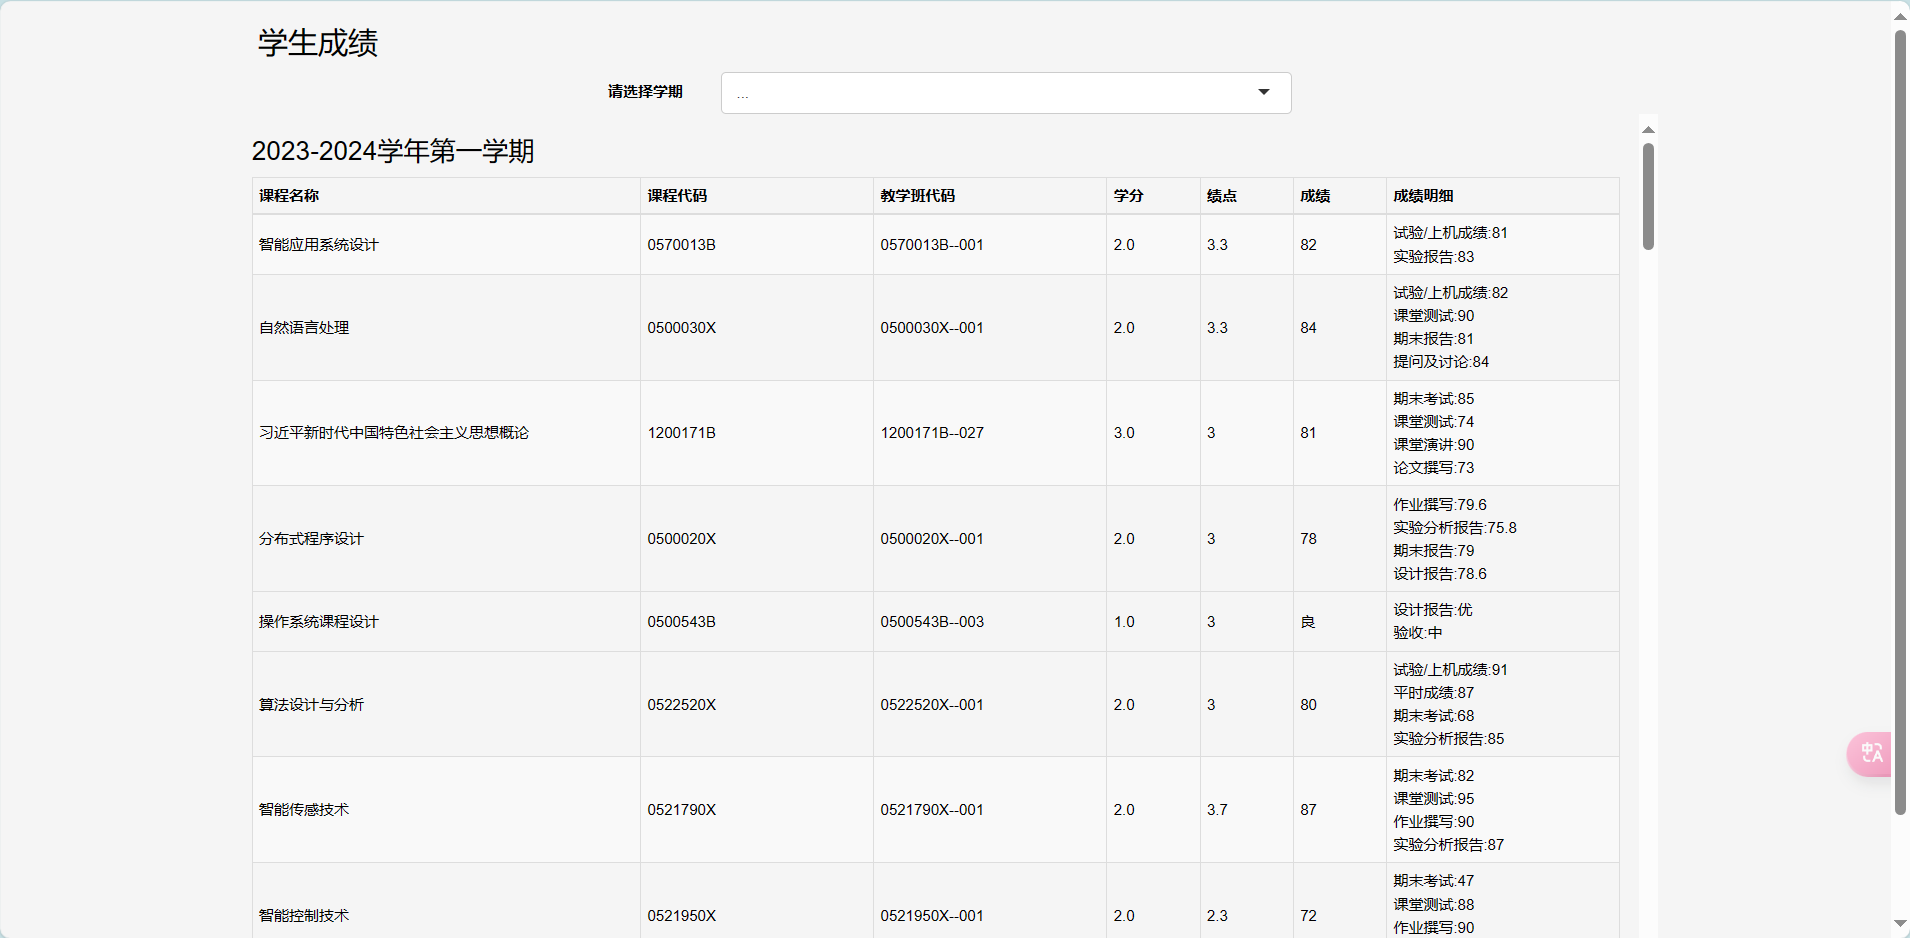 学生成绩
请选择学期
...
2023-2024学年第一学期
课程名称 课程代码 教学班代码 学分 绩点 成绩 成绩明细
智能应用系统设计 0570013B 0570013B--001 2.0 3.3 82 试验/上机成绩:81
实验报告:83
自然语言处理 0500030X 0500030X--001 2.0 3.3 84 试验/上机成绩:82
课堂测试:90
期末报告:81
提问及讨论:84
习近平新时代中国特色社会主义思想概论 1200171B 1200171B--027 3.0 3 81 期末考试:85
课堂测试:74
课堂演讲:90
论文撰写:73
分布式程序设计 0500020X 0500020X--001 2.0 3 78 作业撰写:79.6
实验分析报告:75.8
期末报告:79
设计报告:78.6
操作系统课程设计 0500543B 0500543B--003 1.0 3 良 设计报告:优
验收:中
算法设计与分析 0522520X 0522520X--001 2.0 3 80 试验/上机成绩:91
平时成绩:87
期末考试:68
实验分析报告:85
智能传感技术 0521790X 0521790X--001 2.0 3.7 87 期末考试:82
课堂测试:95
作业撰写:90
实验分析报告:87
智能控制技术 0521950X 0521950X--001 2.0 2.3 72 期末考试:47
课堂测试:88
作业撰写:90
中A